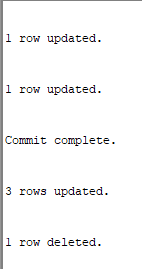 1 row updated.
1 row updated.
Commit complete.
3 rows updated.
1 row deleted.